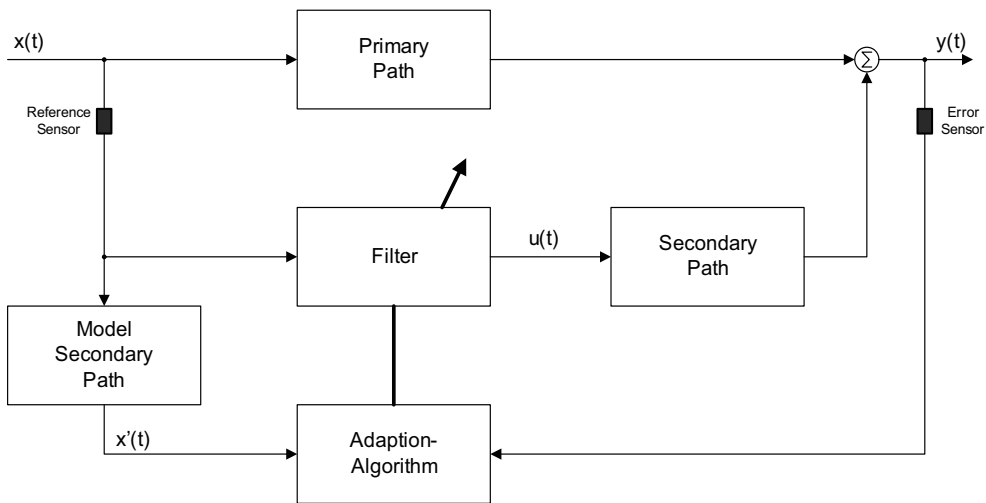 x(t)
Primary
Path
Σ
y(t)
Reference
Sensor
Error
Sensor
Filter
u(t)
Secondary
Path
Model
Secondary
Path
x’(t)
Adaption-
Algorithm